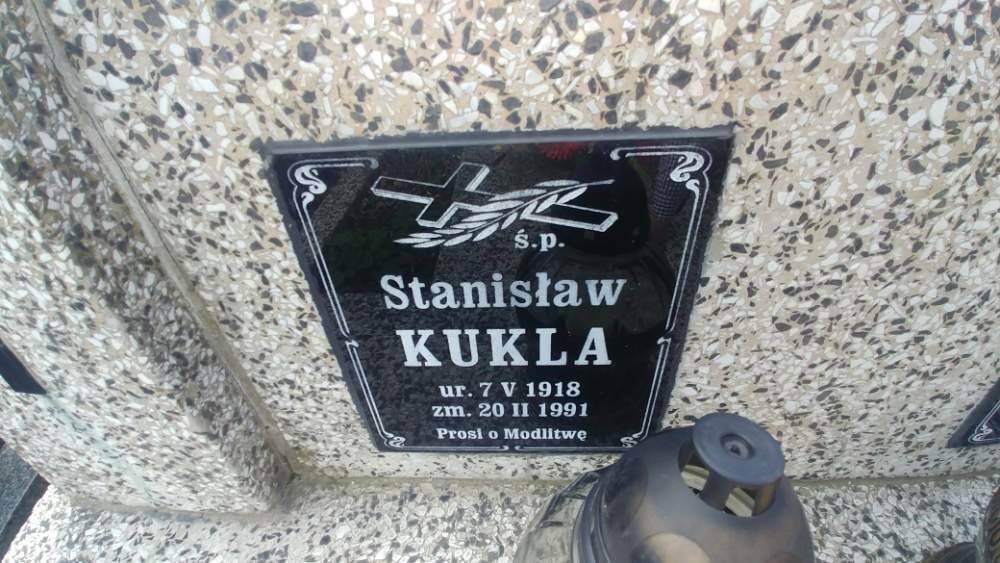 ś.p.
Stanisław
KUKLA
ur. 7 V 1918
zm. 20 II 1991
Prosi o Modlitwę